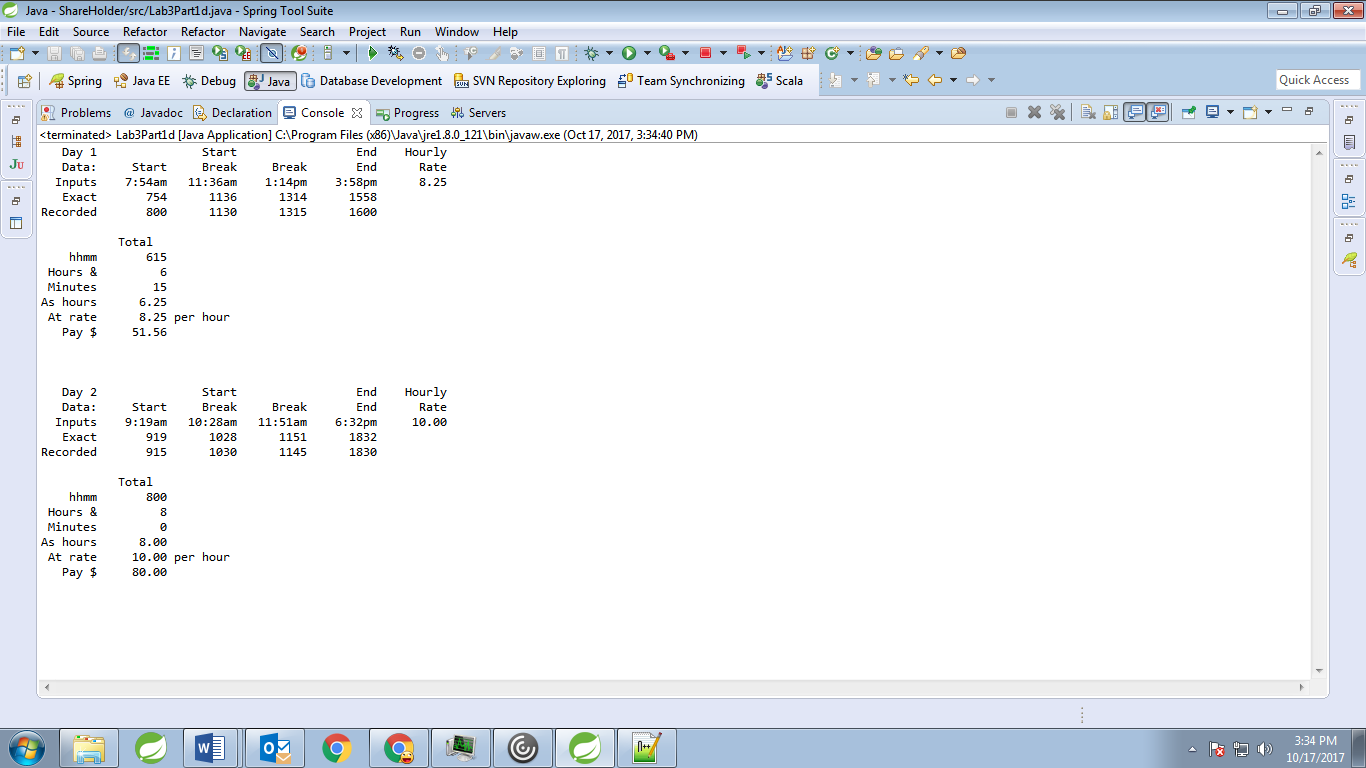 Java - ShareHolder/src/Lab3Part1d.java - Spring Tool Suite
File Edit Source Refactor Refactor Navigate Search Project Run Window Help
Spring Java EE Debug Java Database Development SVN Repository Exploring Team Synchronizing Scala Quick Access
Problems @ Javadoc Declaration Console Progress Servers
<terminated> Lab3Part1d [Java Application] C:\Program Files (x86)\Java\jre1.8.0_121\bin\javaw.exe (Oct 17, 2017, 3:34:40 PM)
Day 1 Start End Hourly
Data: Start Break Break End Rate
Inputs 7:54am 11:36am 1:14pm 3:58pm 8.25
Exact 754 1136 1314 1558
Recorded 800 1130 1315 1600
Total
hhmm 615
Hours & 6
Minutes 15
As hours 6.25
At rate 8.25 per hour
Pay $ 51.56
Day 2 Start End Hourly
Data: Start Break Break End Rate
Inputs 9:19am 10:28am 11:51am 6:32pm 10.00
Exact 919 1028 1151 1832
Recorded 915 1030 1145 1830
Total
hhmm 800
Hours & 8
Minutes 0
As hours 8.00
At rate 10.00 per hour
Pay $ 80.00
JU
3:34 PM
10/17/2017